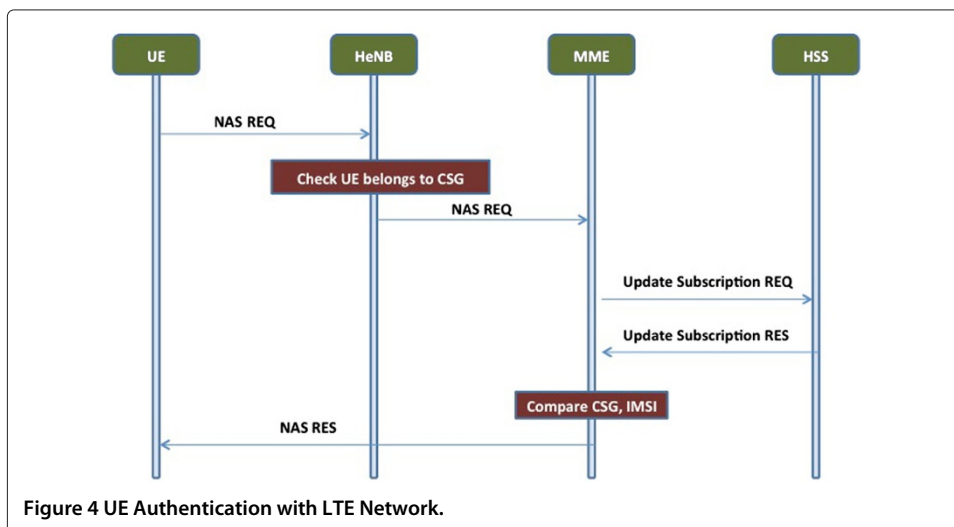 UE
HeNB
MME
HSS
NAS REQ
Check UE belongs to CSG
NAS REQ
Update Subscription REQ
Update Subscription RES
Compare CSG, IMSI
NAS RES
Figure 4 UE Authentication with LTE Network.